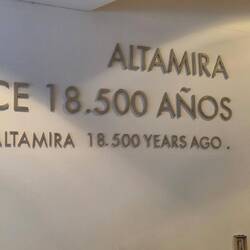 ALTAMIRA
CE 18.500 AÑOS
ALTAMIRA 18.500 YEARS AGO.